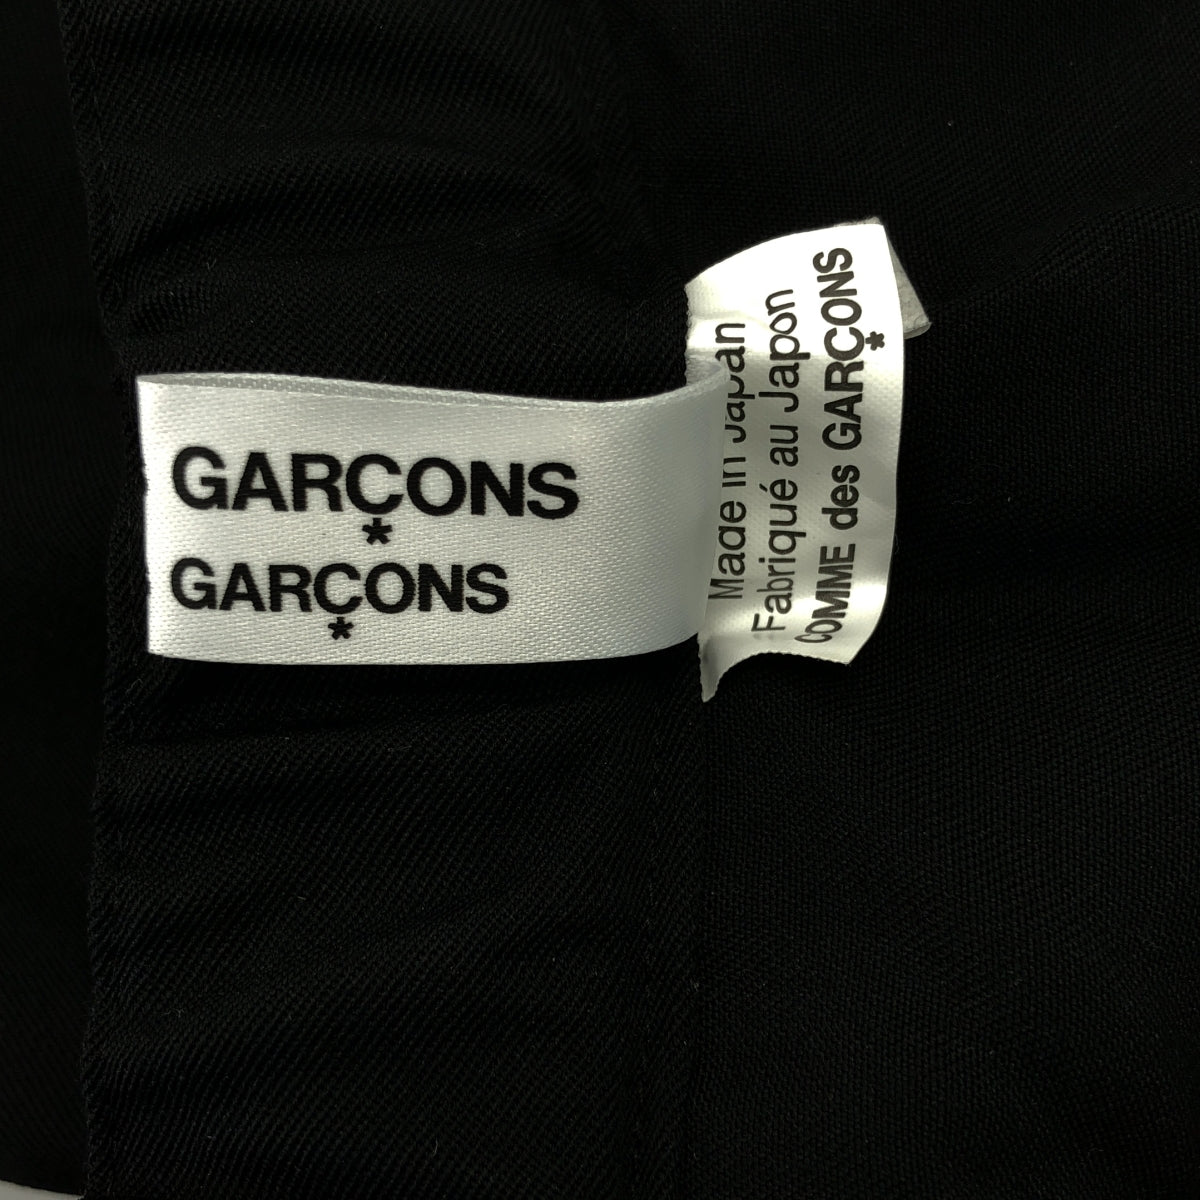 GARÇONS
*
GARÇONS
*
Made in Japan
Fabriqué au Japon
COMME des GARÇONS
*